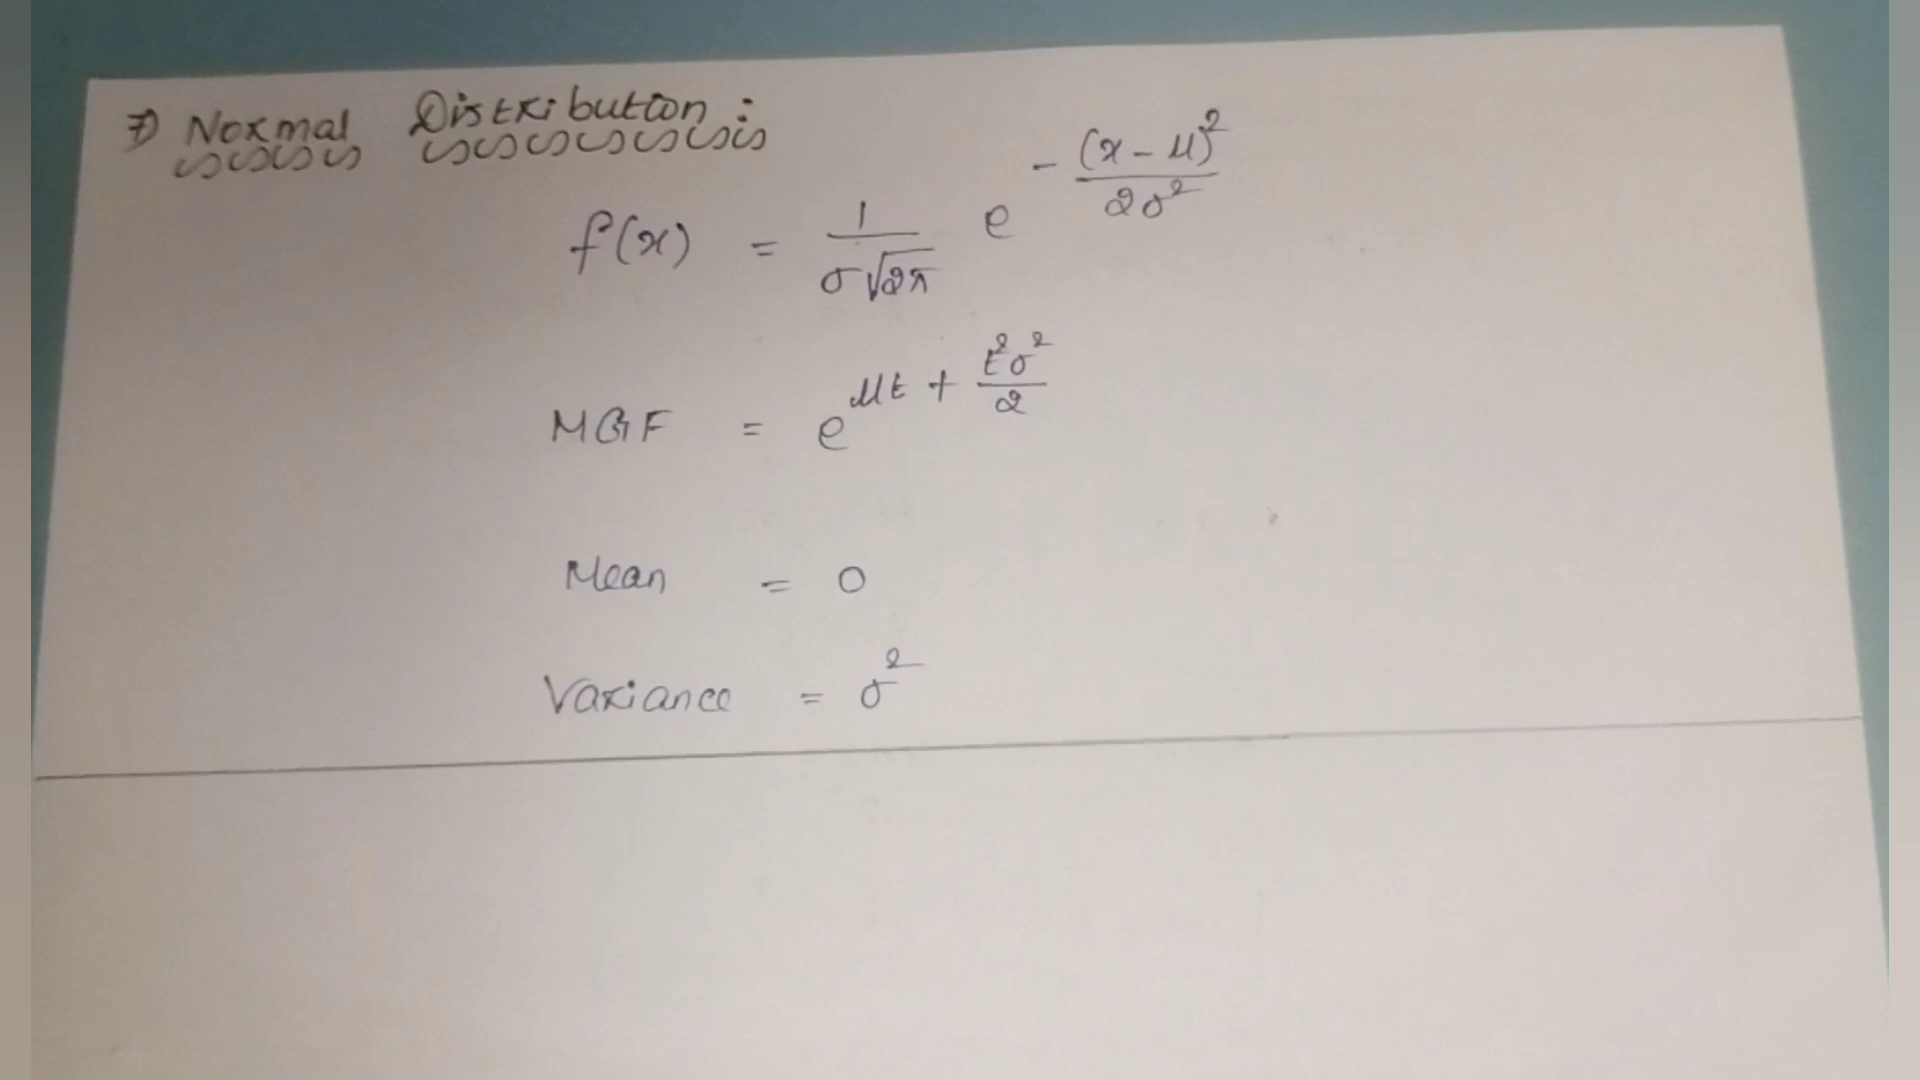 7) Normal Distribution:
f(x) = 1/(σ√2π) e^(-(x-μ)²/(2σ²))
MGF = e^(μt + t²σ²/2)
Mean = 0
Variance = σ²